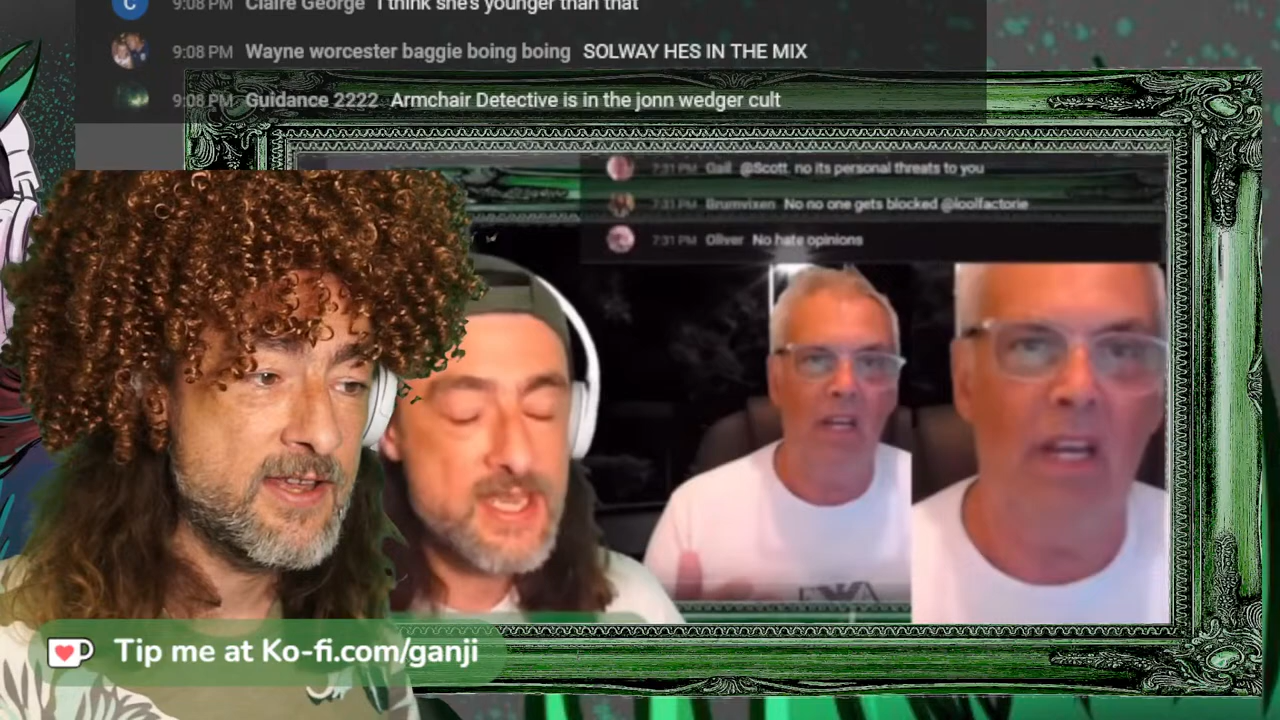 C
9:08 PM Claire George I think she's younger than that
9:08 PM Wayne worcester baggie boing boing SOLWAY HES IN THE MIX
9:08 PM Guidance 2222 Armchair Detective is in the jonn wedger cult
7:31 PM Gail @Scott no its personal threats to you
7:31 PM Brumvixen No no one gets blocked @loolfactorie
7:31 PM Oliver No hate opinions
Tip me at Ko-fi.com/ganji